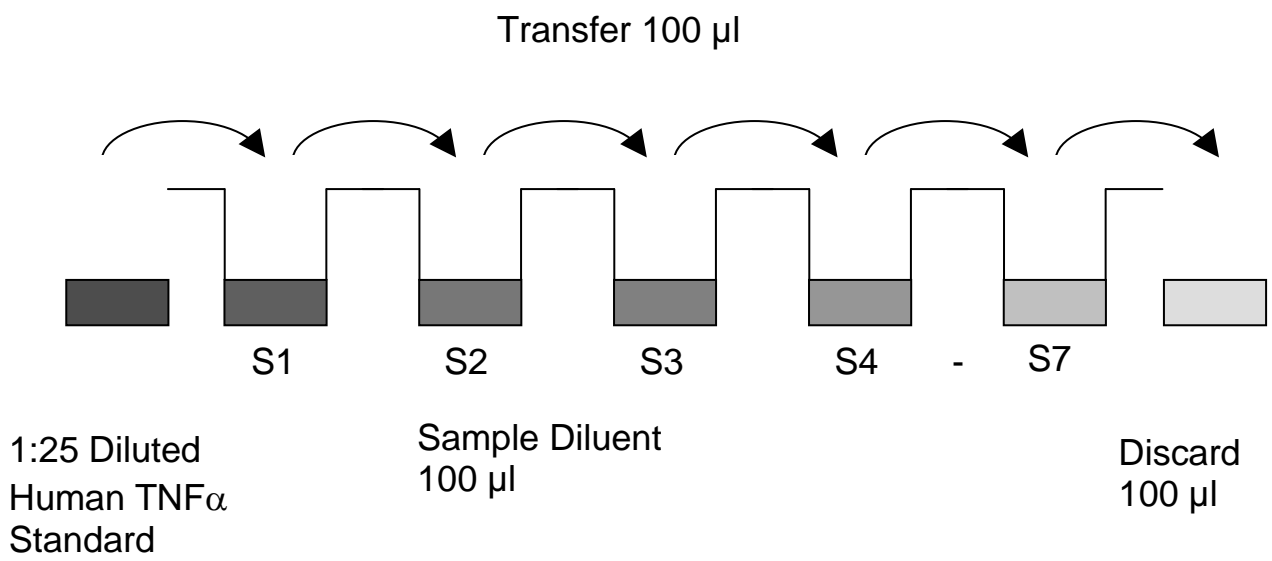 Transfer 100 µl
S1 S2 S3 S4 - S7
1:25 Diluted
Human TNFα
Standard
Sample Diluent
100 µl
Discard
100 µl